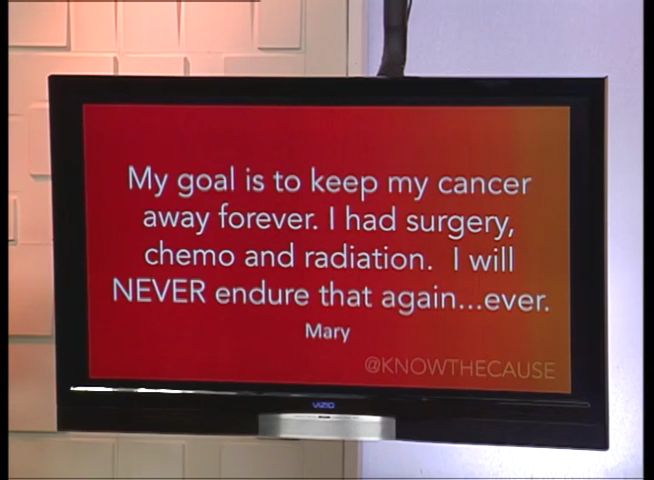 My goal is to keep my cancer
away forever. I had surgery,
chemo and radiation.  I will
NEVER endure that again...ever.
Mary
@KNOWTHECAUSE
VIZIO